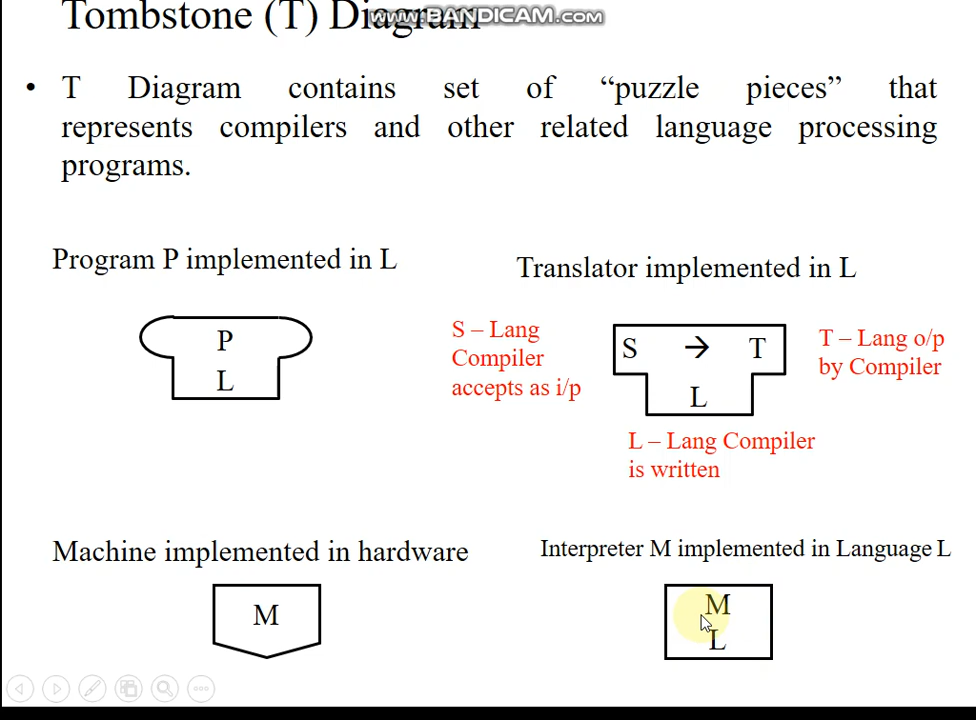 Tombstone (T) Diagram
www.BANDICAM.com
• T Diagram contains set of “puzzle pieces” that
represents compilers and other related language processing
programs.
Program P implemented in L
Translator implemented in L
P
L
S – Lang
Compiler
accepts as i/p
S → T
L
T – Lang o/p
by Compiler
L – Lang Compiler
is written
Machine implemented in hardware
Interpreter M implemented in Language L
M
M
L